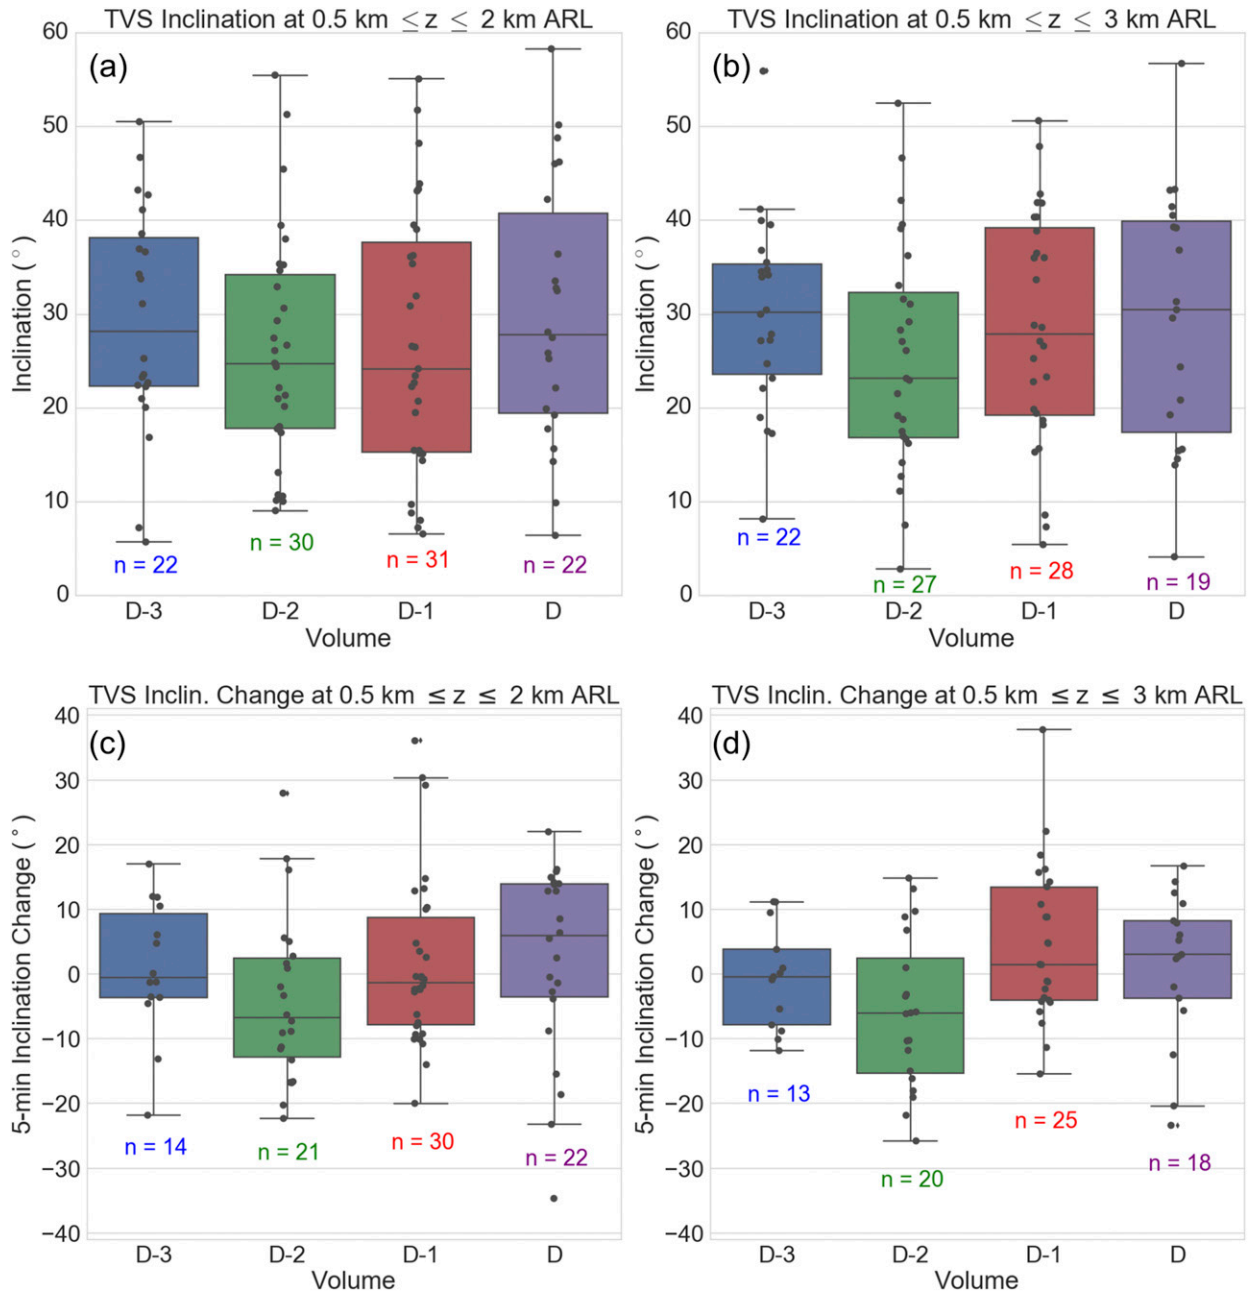 TVS Inclination at 0.5 km ≤ z ≤ 2 km ARL
(a)
Inclination (°)
60
50
40
30
20
10
0
n = 22
n = 30
n = 31
n = 22
D-3 D-2 D-1 D
Volume
TVS Inclination at 0.5 km ≤ z ≤ 3 km ARL
(b)
Inclination (°)
60
50
40
30
20
10
0
n = 22
n = 27
n = 28
n = 19
D-3 D-2 D-1 D
Volume
TVS Inclin. Change at 0.5 km ≤ z ≤ 2 km ARL
(c)
5-min Inclination Change (°)
40
30
20
10
0
−10
−20
−30
−40
n = 14
n = 21
n = 30
n = 22
D-3 D-2 D-1 D
Volume
TVS Inclin. Change at 0.5 km ≤ z ≤ 3 km ARL
(d)
5-min Inclination Change (°)
40
30
20
10
0
−10
−20
−30
−40
n = 13
n = 20
n = 25
n = 18
D-3 D-2 D-1 D
Volume